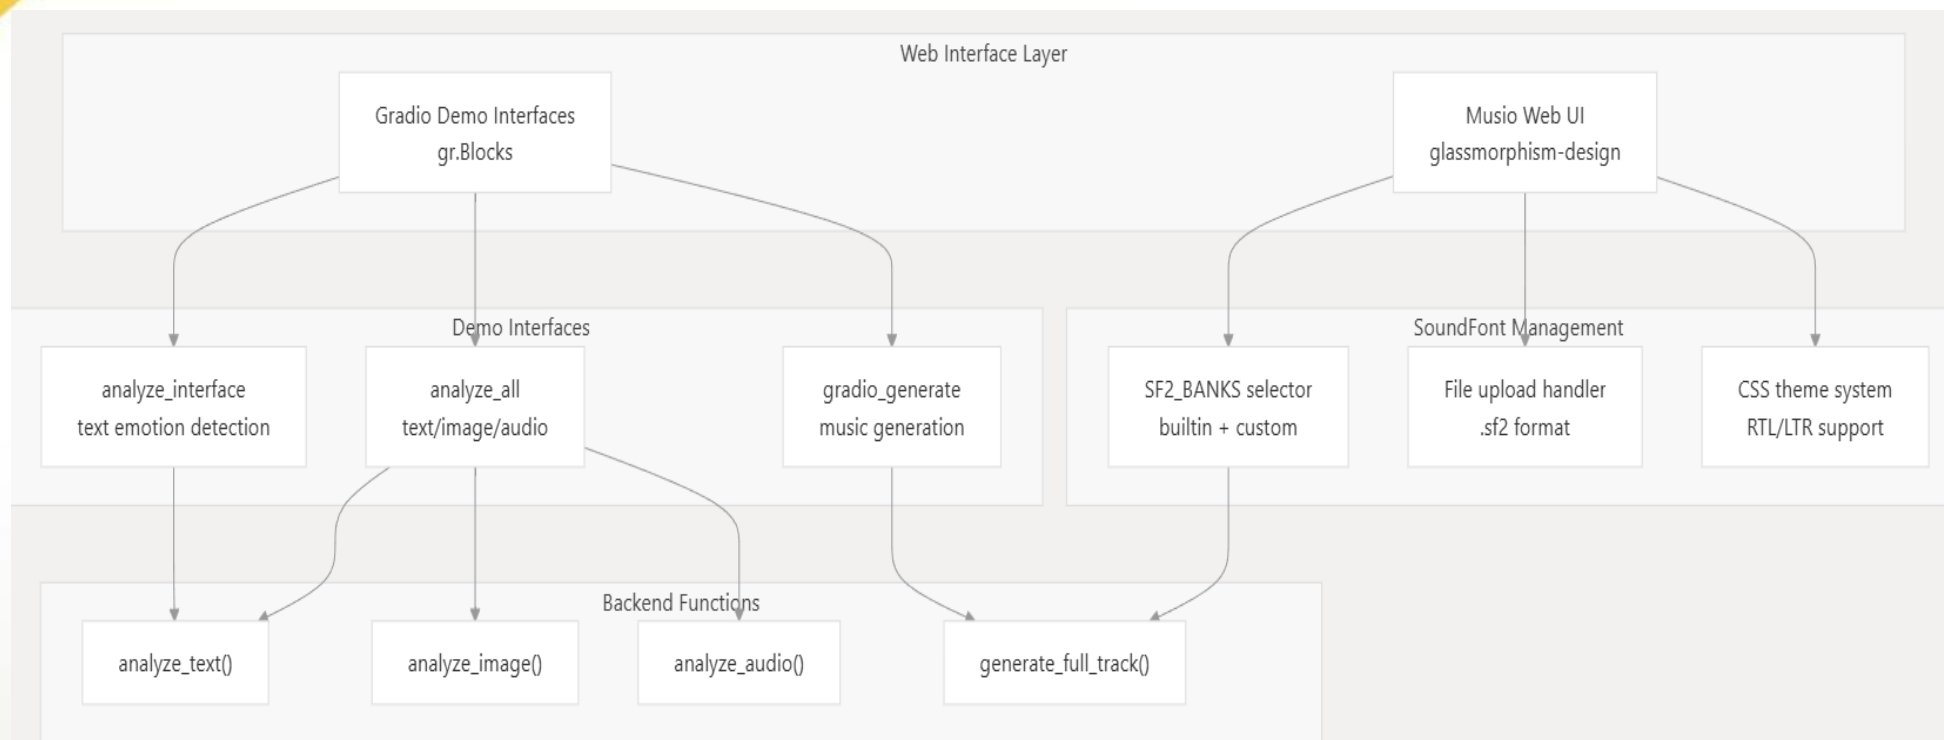 Web Interface Layer
Gradio Demo Interfaces
gr.Blocks
Musio Web UI
glassmorphism-design
Demo Interfaces
analyze_interface
text emotion detection
analyze_all
text/image/audio
gradio_generate
music generation
SoundFont Management
SF2_BANKS selector
builtin + custom
File upload handler
.sf2 format
CSS theme system
RTL/LTR support
Backend Functions
analyze_text()
analyze_image()
analyze_audio()
generate_full_track()